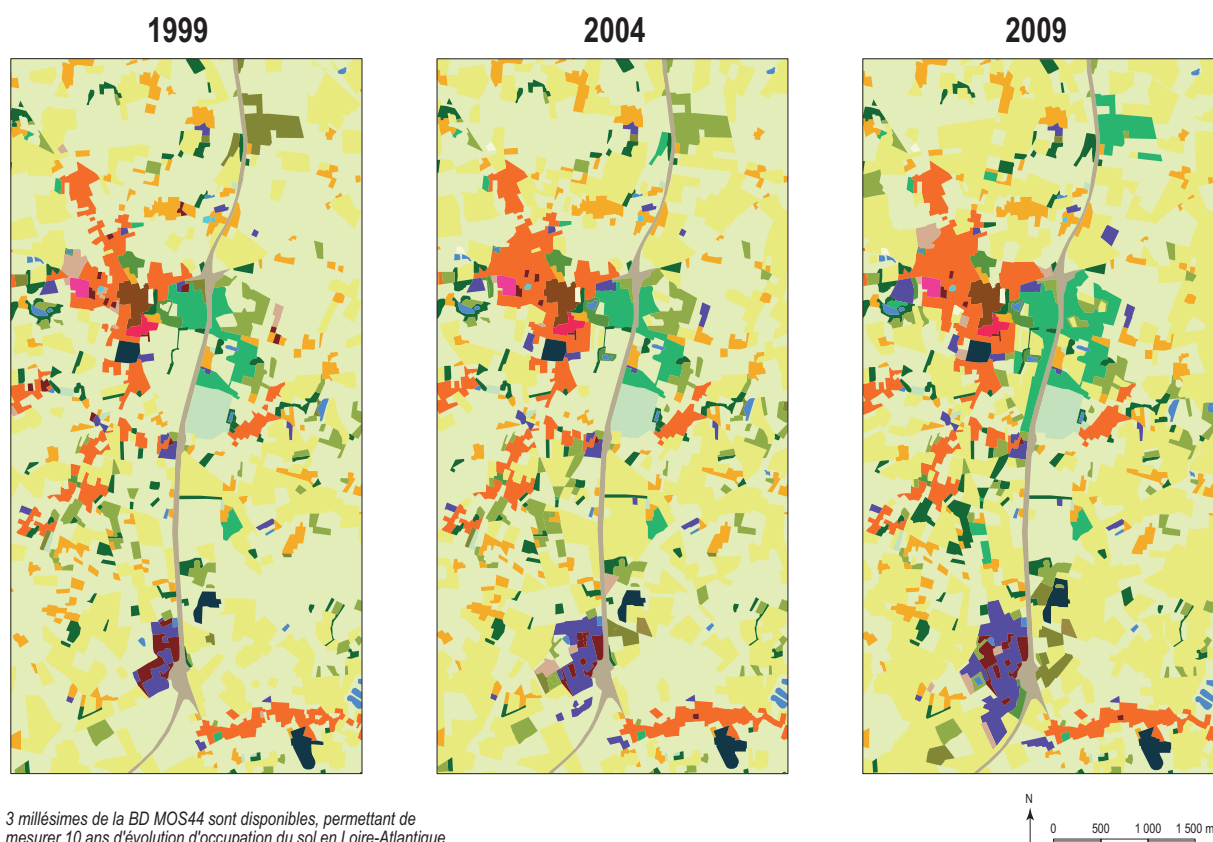 1999
2004
2009
3 millésimes de la BD MOS44 sont disponibles, permettant de
mesurer 10 ans d'évolution d'occupation du sol en Loire-Atlantique
N
0 500 1 000 1 500 m